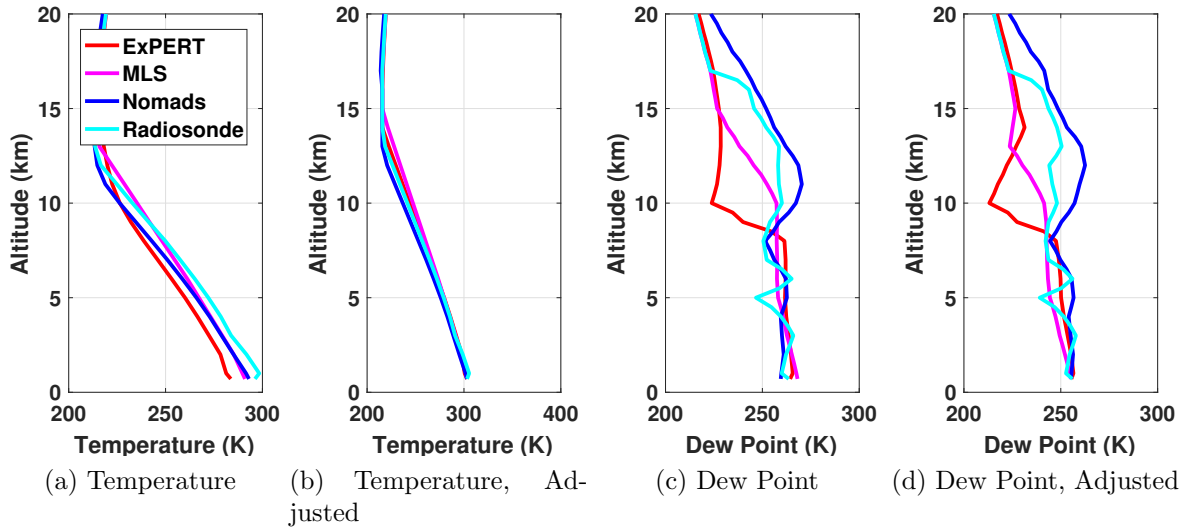 20
15
10
5
0
Altitude (km)
200
250
300
Temperature (K)
ExPERT
MLS
Nomads
Radiosonde
(a) Temperature
20
15
10
5
0
Altitude (km)
200
300
400
Temperature (K)
(b) Temperature, Ad-
justed
20
15
10
5
0
Altitude (km)
200
250
300
Dew Point (K)
(c) Dew Point
20
15
10
5
0
Altitude (km)
200
250
300
Dew Point (K)
(d) Dew Point, Adjusted